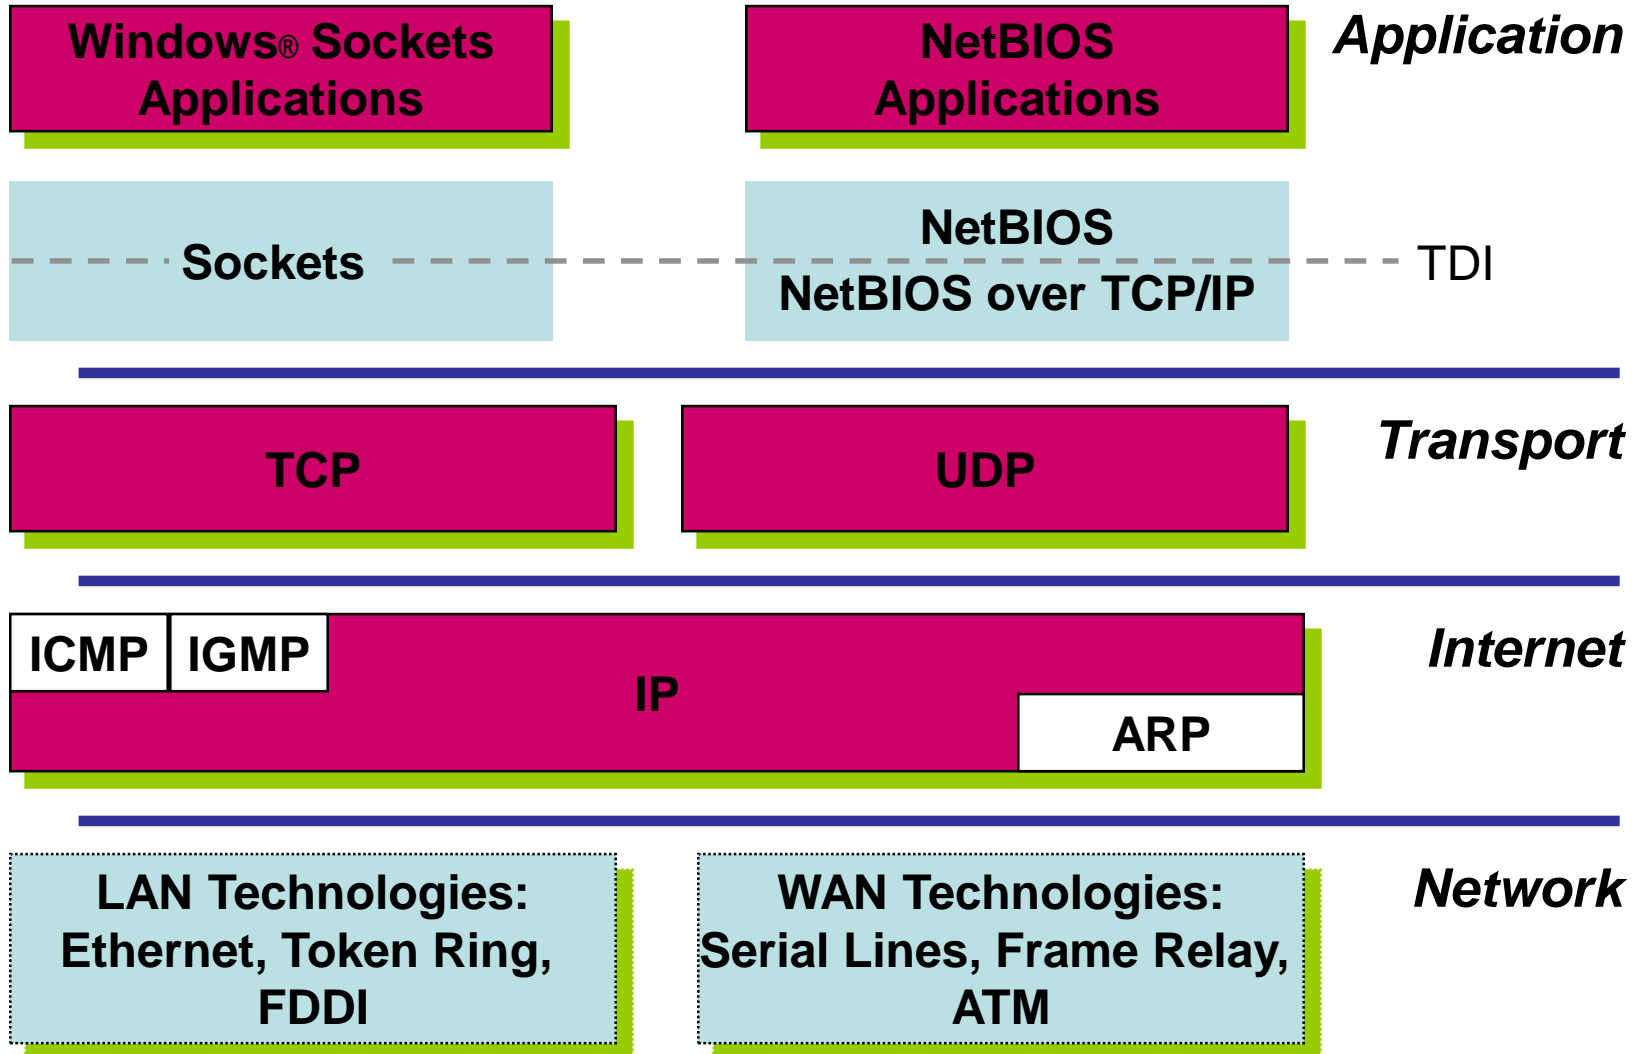 Windows® Sockets
Applications
NetBIOS
Applications
Application
Sockets
NetBIOS
NetBIOS over TCP/IP
TDI
TCP
UDP
Transport
ICMP
IGMP
IP
ARP
Internet
LAN Technologies:
Ethernet, Token Ring,
FDDI
WAN Technologies:
Serial Lines, Frame Relay,
ATM
Network